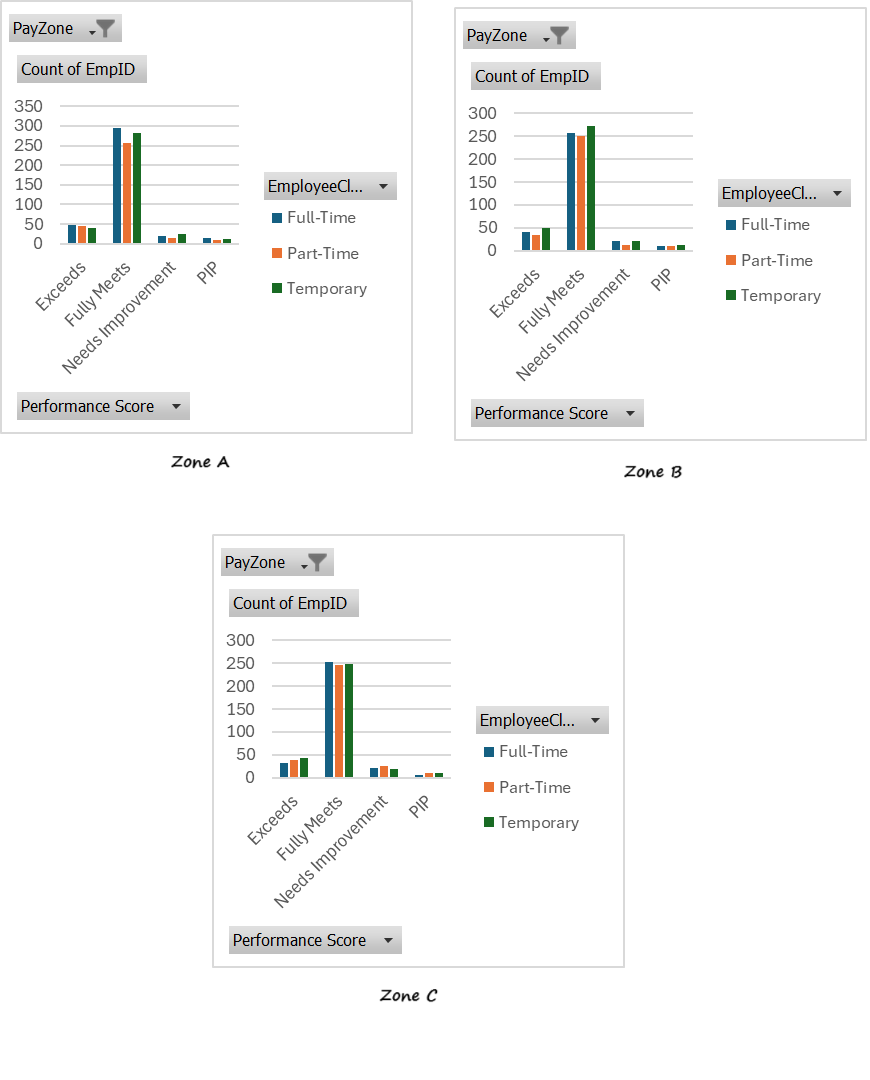 PayZone
Count of EmpID
350
300
250
200
150
100
50
0
Exceeds
Fully Meets
Needs Improvement
PIP
EmployeeCl...
Full-Time
Part-Time
Temporary
Performance Score
Zone A
PayZone
Count of EmpID
300
250
200
150
100
50
0
Exceeds
Fully Meets
Needs Improvement
PIP
EmployeeCl...
Full-Time
Part-Time
Temporary
Performance Score
Zone B
PayZone
Count of EmpID
300
250
200
150
100
50
0
Exceeds
Fully Meets
Needs Improvement
PIP
EmployeeCl...
Full-Time
Part-Time
Temporary
Performance Score
Zone C